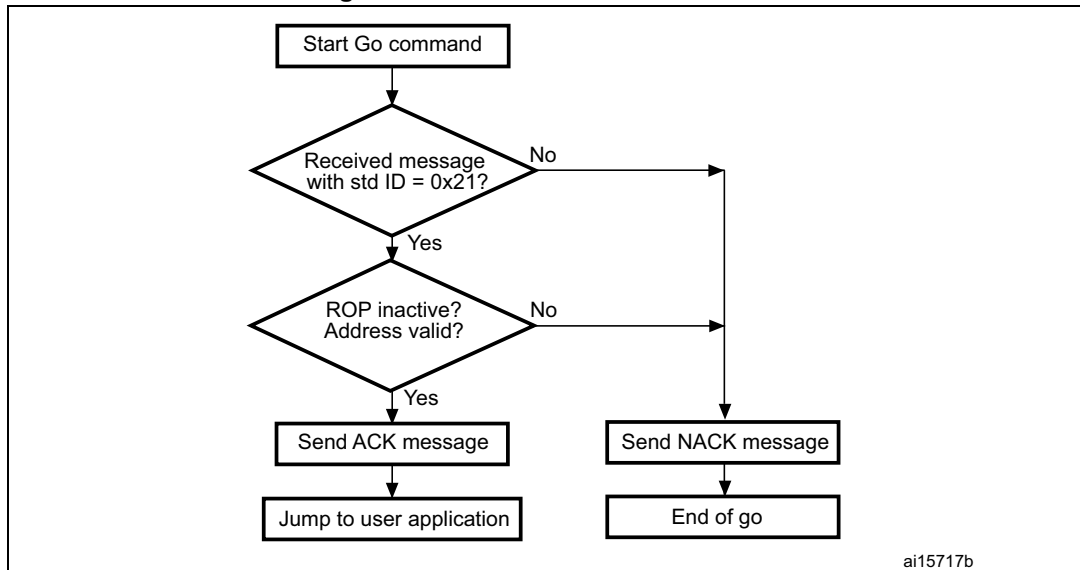 Start Go command
Received message
with std ID = 0x21?
No
Yes
ROP inactive?
Address valid?
No
Yes
Send ACK message
Send NACK message
Jump to user application
End of go
ai15717b